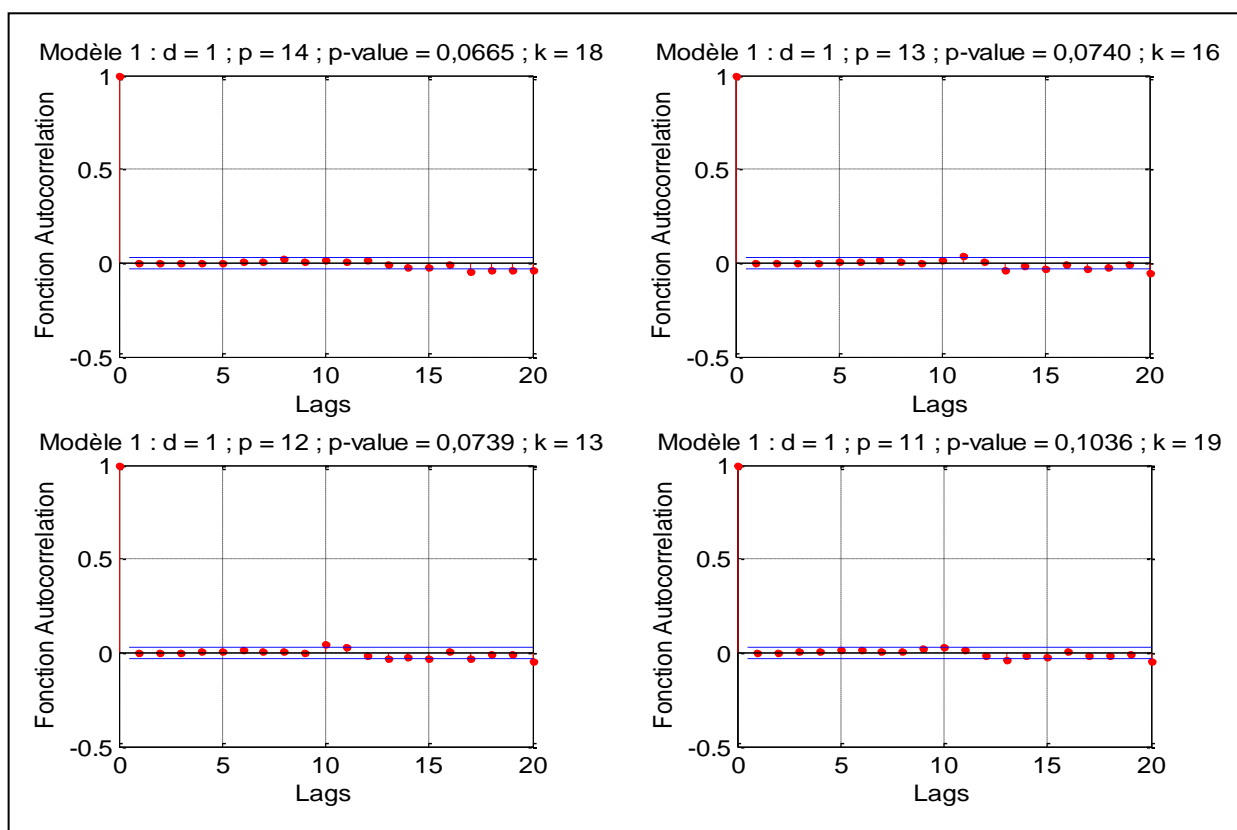 Modèle 1 : d = 1 ; p = 14 ; p-value = 0,0665 ; k = 18
1
0.5
0
-0.5
Fonction Autocorrelation
0 5 10 15 20
Lags
Modèle 1 : d = 1 ; p = 13 ; p-value = 0,0740 ; k = 16
1
0.5
0
-0.5
Fonction Autocorrelation
0 5 10 15 20
Lags
Modèle 1 : d = 1 ; p = 12 ; p-value = 0,0739 ; k = 13
1
0.5
0
-0.5
Fonction Autocorrelation
0 5 10 15 20
Lags
Modèle 1 : d = 1 ; p = 11 ; p-value = 0,1036 ; k = 19
1
0.5
0
-0.5
Fonction Autocorrelation
0 5 10 15 20
Lags